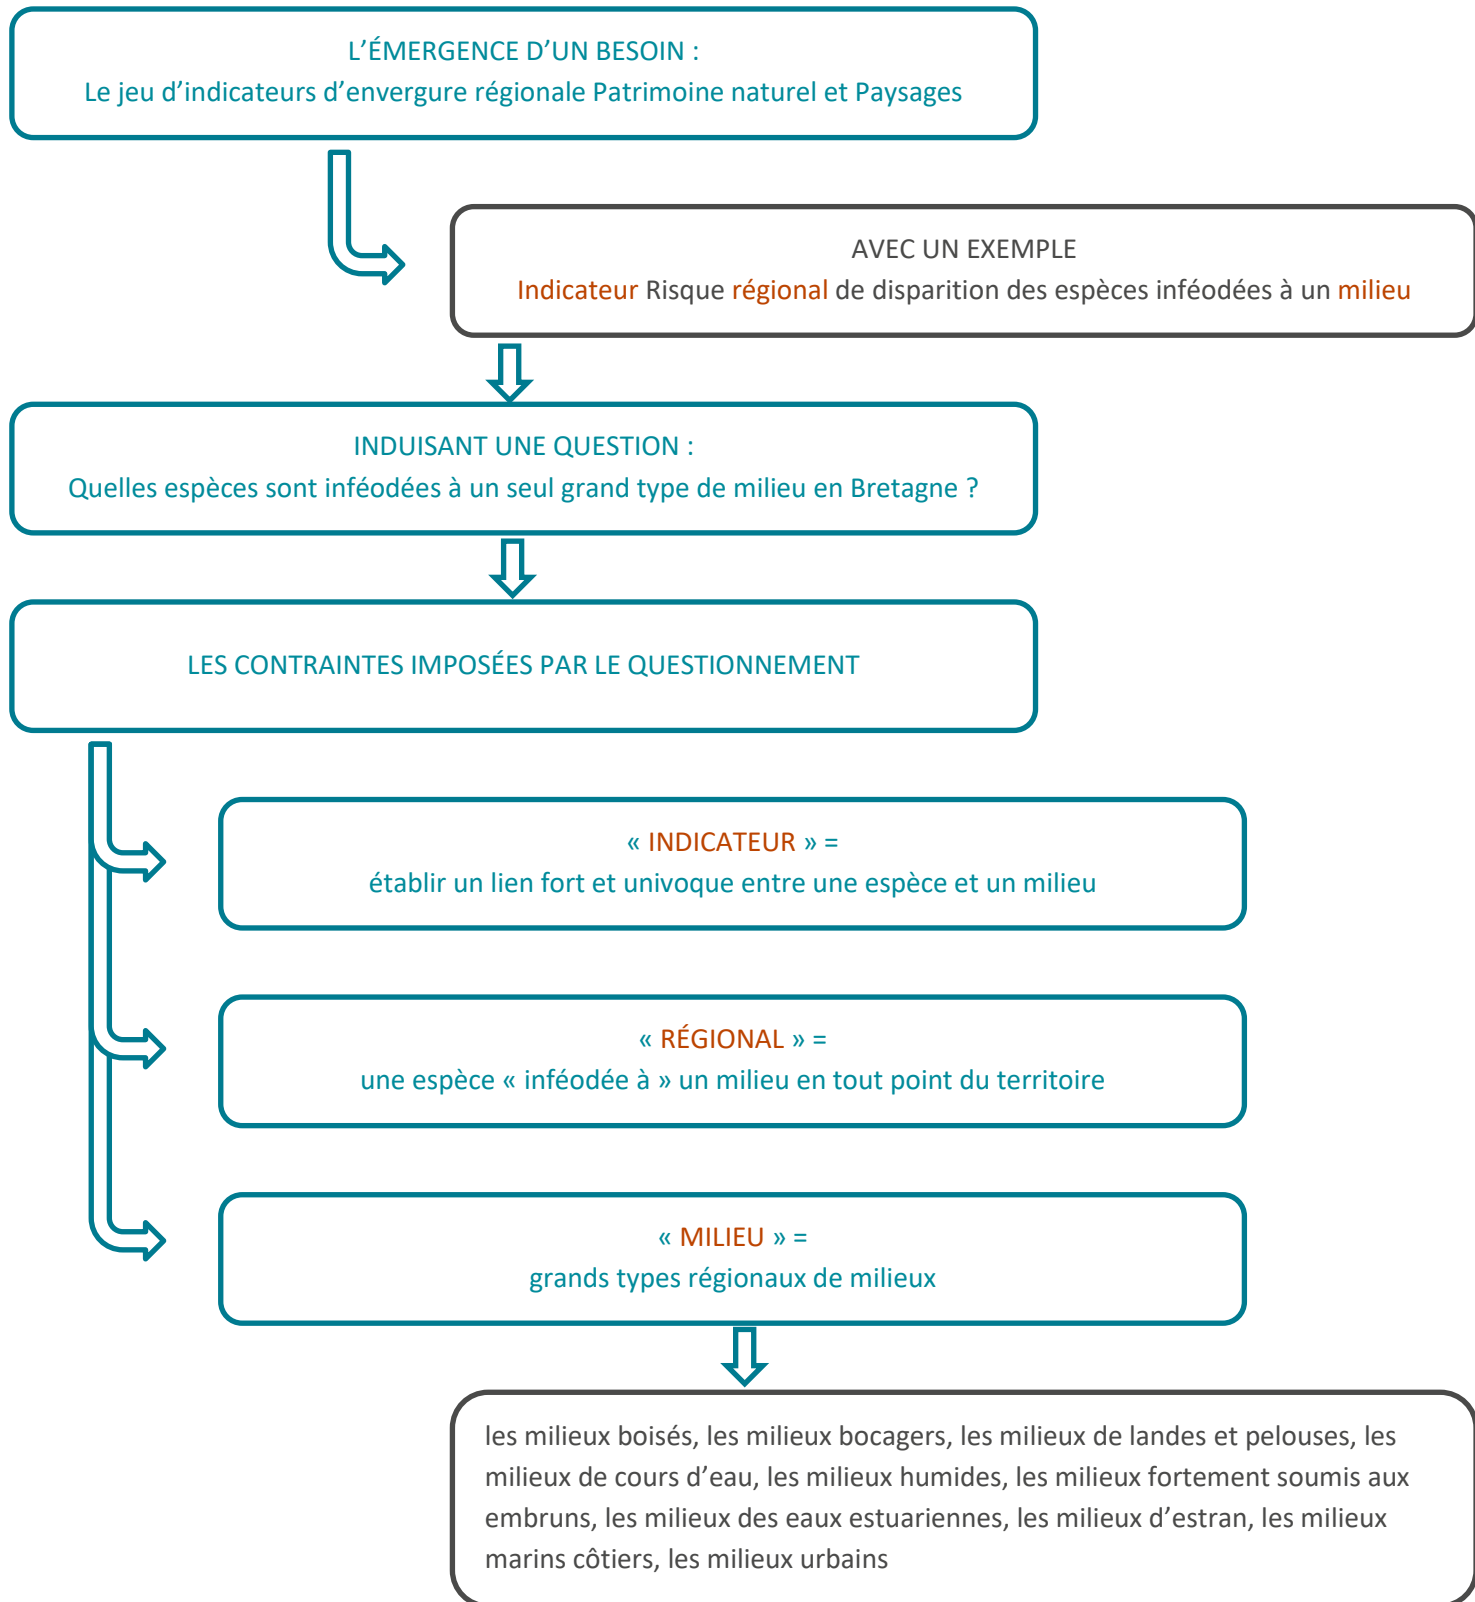 L’ÉMERGENCE D’UN BESOIN :
Le jeu d’indicateurs d’envergure régionale Patrimoine naturel et Paysages
AVEC UN EXEMPLE
Indicateur Risque régional de disparition des espèces inféodées à un milieu
INDUISANT UNE QUESTION :
Quelles espèces sont inféodées à un seul grand type de milieu en Bretagne ?
LES CONTRAINTES IMPOSÉES PAR LE QUESTIONNEMENT
« INDICATEUR » =
établir un lien fort et univoque entre une espèce et un milieu
« RÉGIONAL » =
une espèce « inféodée à » un milieu en tout point du territoire
« MILIEU » =
grands types régionaux de milieux
les milieux boisés, les milieux bocagers, les milieux de landes et pelouses, les
milieux de cours d’eau, les milieux humides, les milieux fortement soumis aux
embruns, les milieux des eaux estuariennes, les milieux d’estran, les milieux
marins côtiers, les milieux urbains